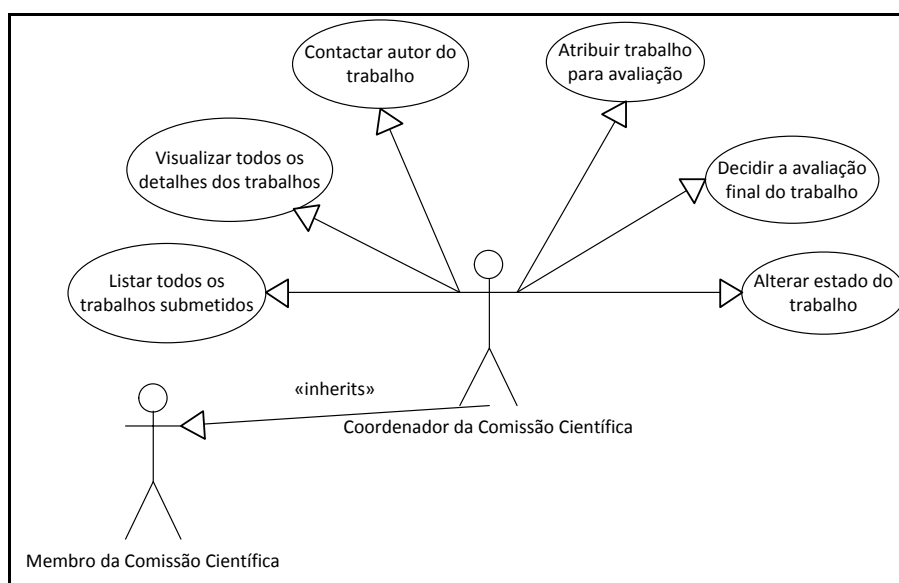 Contactar autor do
trabalho
Atribuir trabalho
para avaliação
Visualizar todos os
detalhes dos trabalhos
Decidir a avaliação
final do trabalho
Listar todos os
trabalhos submetidos
Alterar estado do
trabalho
«inherits»
Coordenador da Comissão Científica
Membro da Comissão Científica